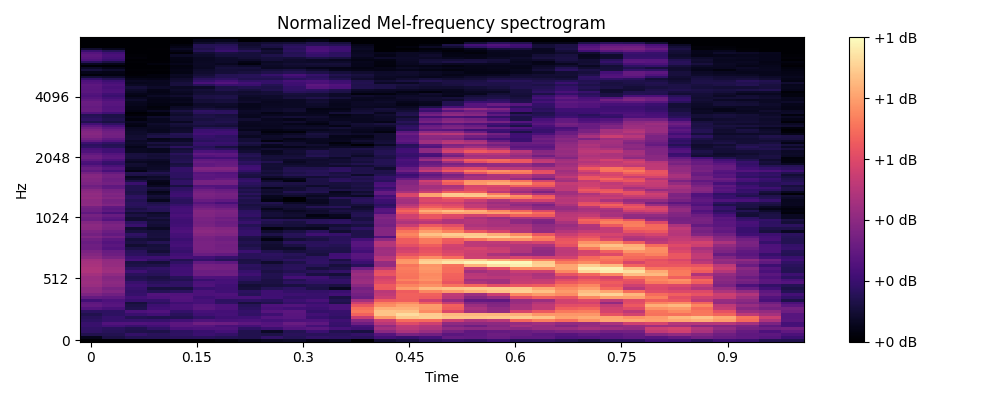 Normalized Mel-frequency spectrogram
Hz
4096
2048
1024
512
0
0 0.15 0.3 0.45 0.6 0.75 0.9
Time
+1 dB
+1 dB
+1 dB
+0 dB
+0 dB
+0 dB